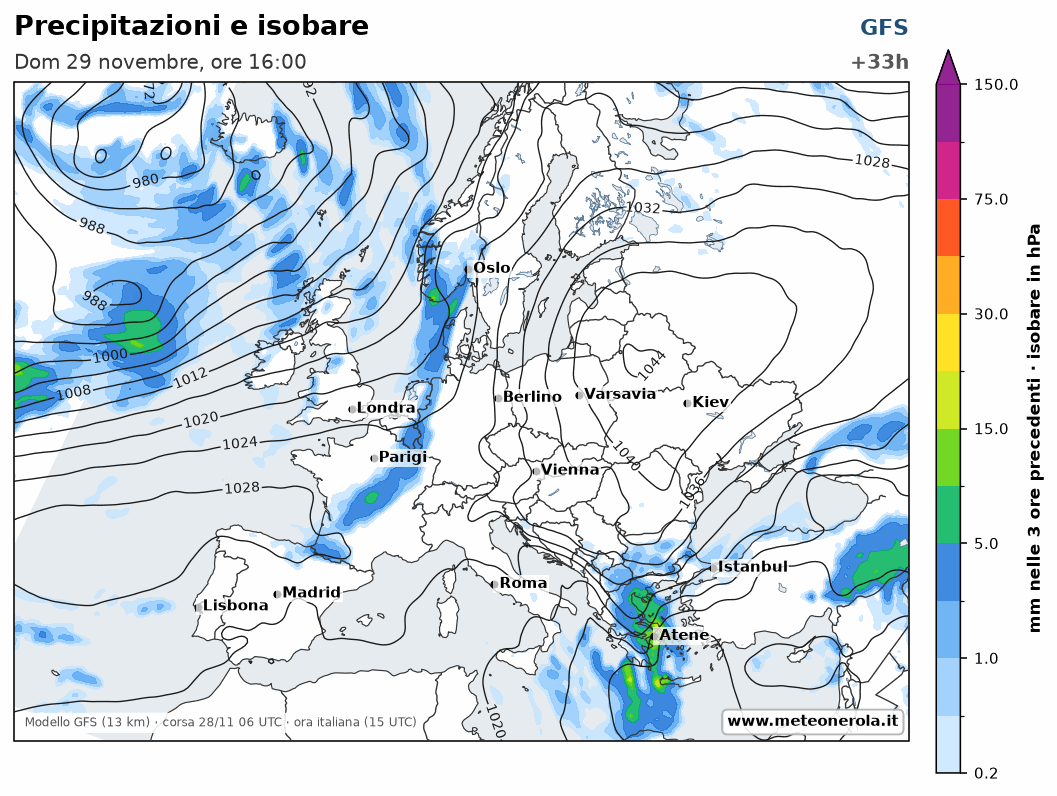 Precipitazioni e isobare
GFS
Dom 29 novembre, ore 16:00
+33h
150.0
75.0
30.0
15.0
5.0
1.0
0.2
mm nelle 3 ore precedenti · isobare in hPa
980
988
988
1000
1008
1012
1020
1024
1028
1028
1032
1044
1040
1036
1020
Oslo
Londra
Berlino
Varsavia
Kiev
Parigi
Vienna
Istanbul
Roma
Madrid
Lisbona
Atene
Modello GFS (13 km) · corsa 28/11 06 UTC · ora italiana (15 UTC)
www.meteonerola.it